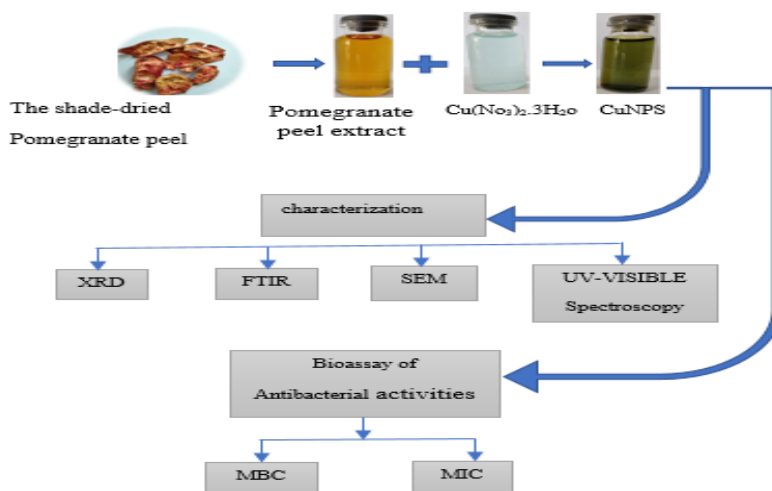 The shade-dried
Pomegranate peel
Pomegranate
peel extract
Cu(No₃)₂.3H₂o
CuNPS
characterization
XRD
FTIR
SEM
UV-VISIBLE
Spectroscopy
Bioassay of
Antibacterial activities
MBC
MIC